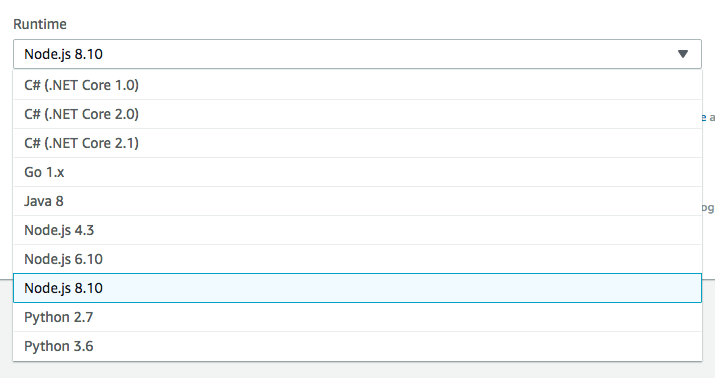 Runtime
Node.js 8.10
C# (.NET Core 1.0)
C# (.NET Core 2.0)
C# (.NET Core 2.1)
e a
Go 1.x
Java 8
og
Node.js 4.3
Node.js 6.10
Node.js 8.10
Python 2.7
Python 3.6